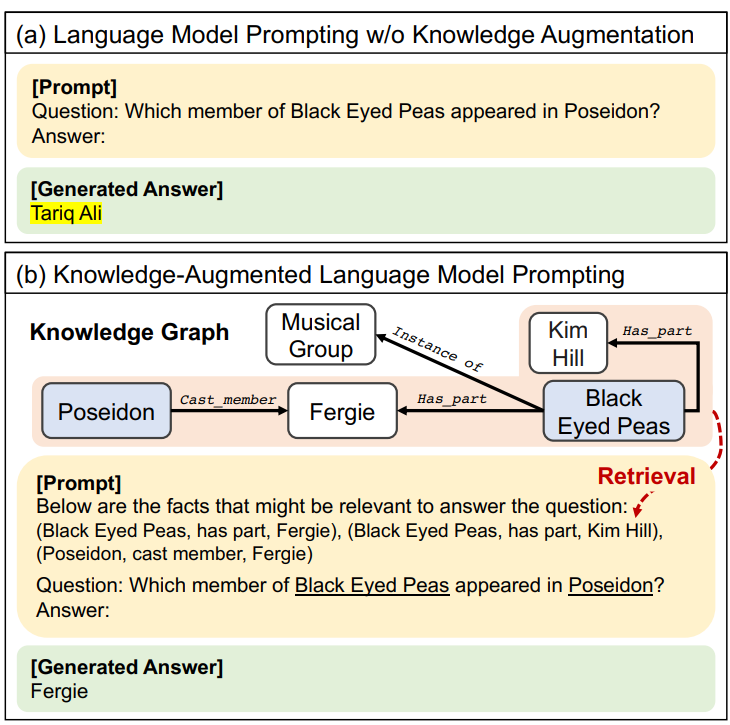 (a) Language Model Prompting w/o Knowledge Augmentation
[Prompt]
Question: Which member of Black Eyed Peas appeared in Poseidon?
Answer:
[Generated Answer]
Tariq Ali
(b) Knowledge-Augmented Language Model Prompting
Knowledge Graph
Musical
Group
Instance of
Kim
Hill
Has_part
Poseidon
Cast_member
Fergie
Has_part
Black
Eyed Peas
Retrieval
[Prompt]
Below are the facts that might be relevant to answer the question:
(Black Eyed Peas, has part, Fergie), (Black Eyed Peas, has part, Kim Hill),
(Poseidon, cast member, Fergie)
Question: Which member of Black Eyed Peas appeared in Poseidon?
Answer:
[Generated Answer]
Fergie